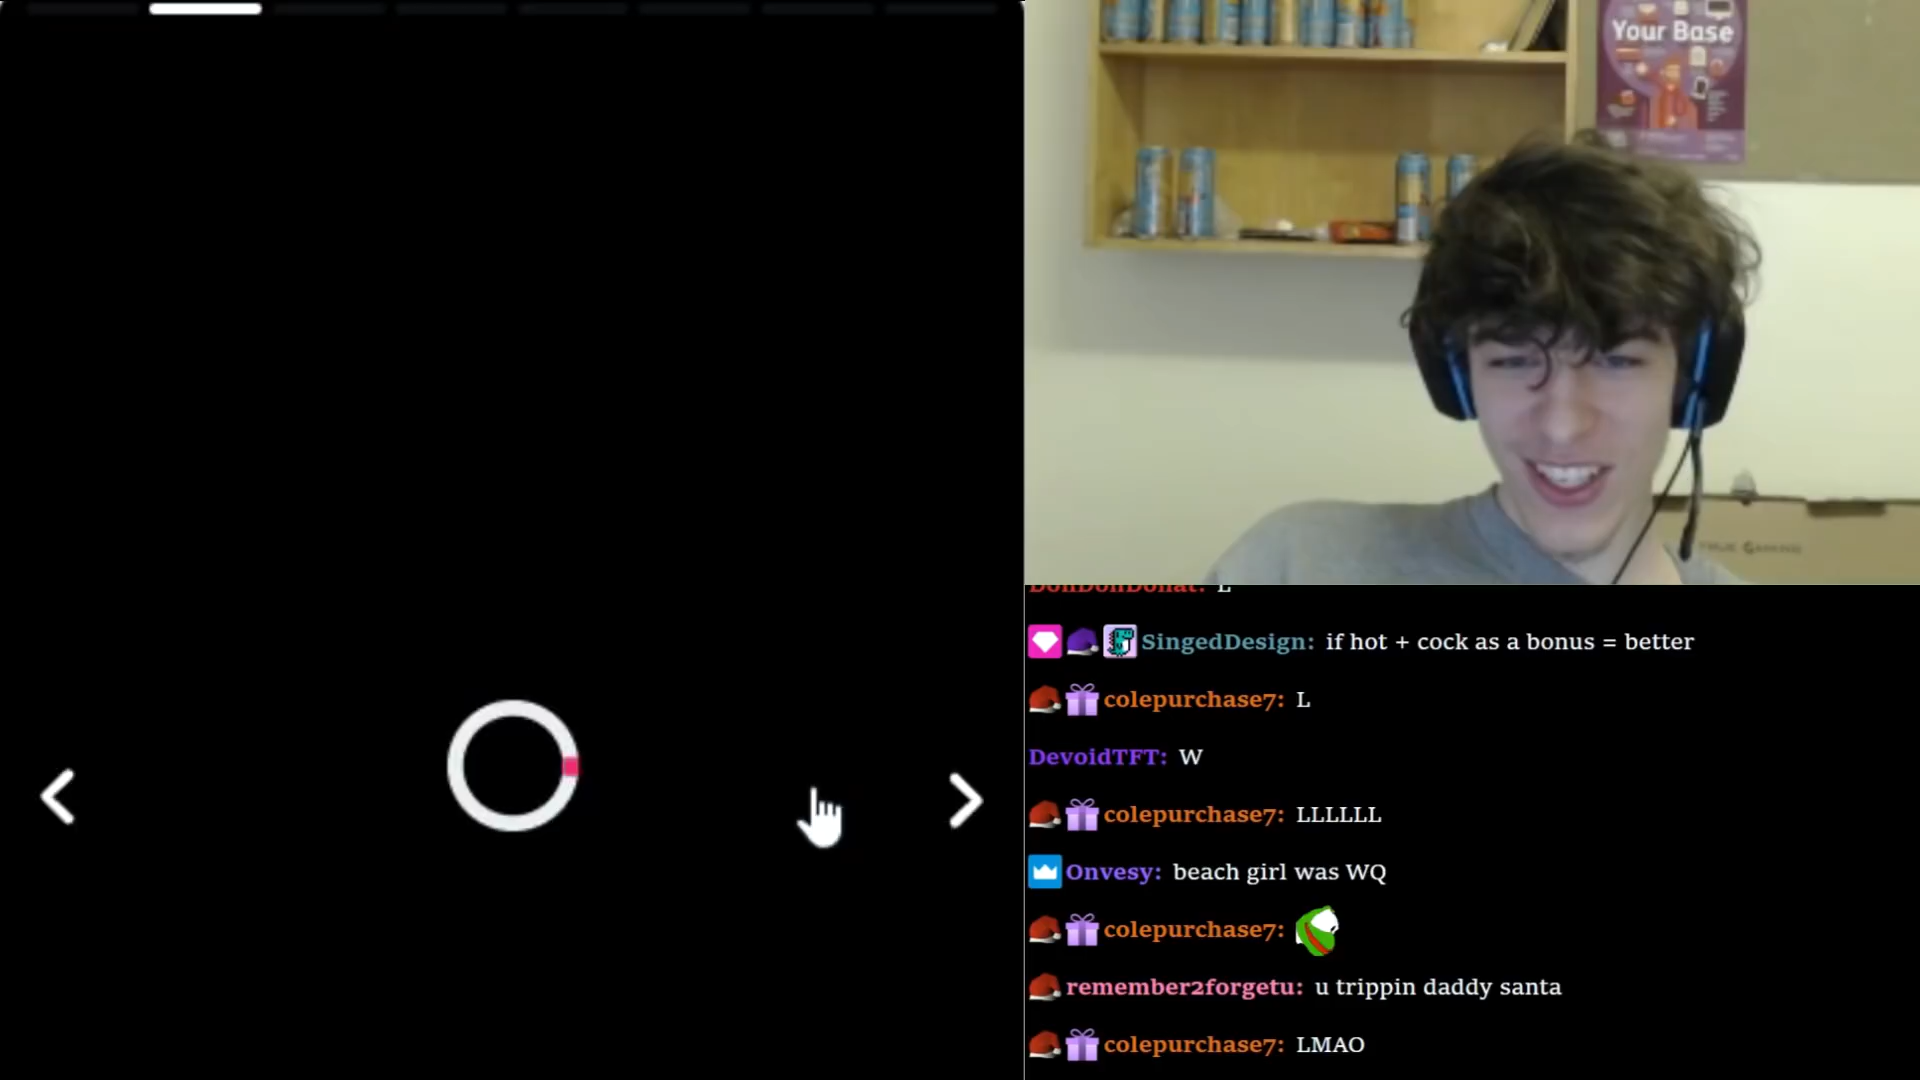 Your Base
DonDonDonat: L
SingedDesign: if hot + cock as a bonus = better
colepurchase7: L
DevoidTFT: W
colepurchase7: LLLLLL
Onvesy: beach girl was WQ
colepurchase7:
remember2forgetu: u trippin daddy santa
colepurchase7: LMAO